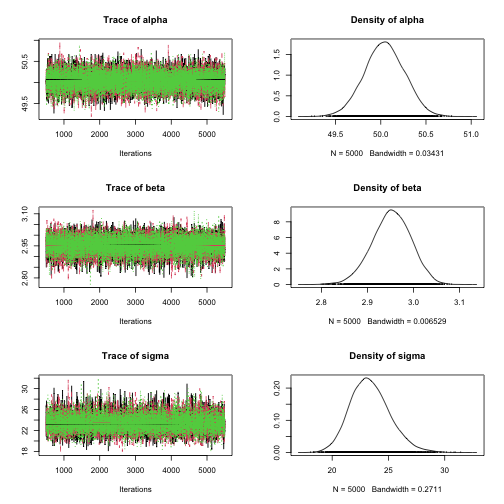 Trace of alpha
49.5 50.5
1000 2000 3000 4000 5000
Iterations
Density of alpha
0.0 0.5 1.0 1.5
49.5 50.0 50.5 51.0
N = 5000 Bandwidth = 0.03431
Trace of beta
2.80 2.95 3.10
1000 2000 3000 4000 5000
Iterations
Density of beta
0 2 4 6 8
2.8 2.9 3.0 3.1
N = 5000 Bandwidth = 0.006529
Trace of sigma
18 22 26 30
1000 2000 3000 4000 5000
Iterations
Density of sigma
0.00 0.10 0.20
20 25 30
N = 5000 Bandwidth = 0.2711